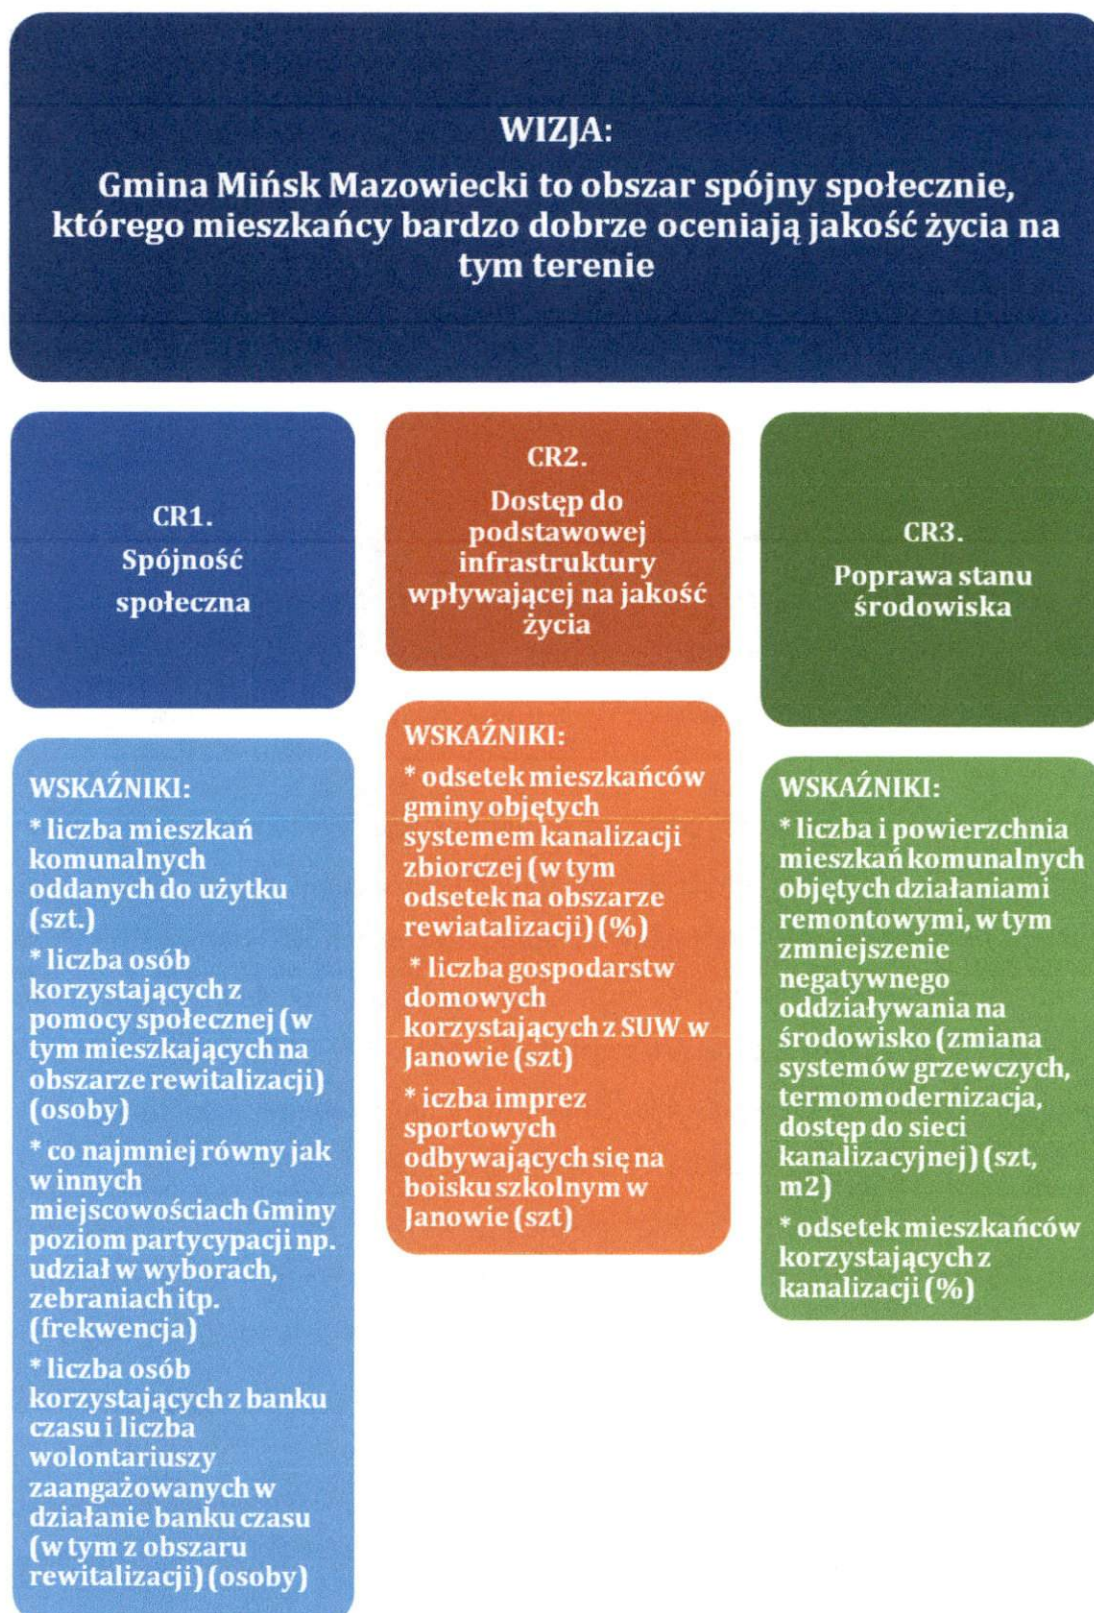 WIZJA:
Gmina Mińsk Mazowiecki to obszar spójny społecznie,
którego mieszkańcy bardzo dobrze oceniają jakość życia na
tym terenie
CR1.
Spójność
społeczna
CR2.
Dostęp do
podstawowej
infrastruktury
wpływającej na jakość
życia
CR3.
Poprawa stanu
środowiska
WSKAŹNIKI:
* liczba mieszkań
komunalnych
oddanych do użytku
(szt.)
* liczba osób
korzystających z
pomocy społecznej (w
tym mieszkających na
obszarze rewitalizacji)
(osoby)
* co najmniej równy jak
w innych
miejscowościach Gminy
poziom partycypacji np.
udział w wyborach,
zebraniach itp.
(frekwencja)
* liczba osób
korzystających z banku
czasu i liczba
wolontariuszy
zaangażowanych w
działanie banku czasu
(w tym z obszaru
rewitalizacji) (osoby)
WSKAŹNIKI:
* odsetek mieszkańców
gminy objętych
systemem kanalizacji
zbiorczej (w tym
odsetek na obszarze
rewiatalizacji) (%)
* liczba gospodarstw
domowych
korzystających z SUW w
Janowie (szt)
* iczba imprez
sportowych
odbywających się na
boisku szkolnym w
Janowie (szt)
WSKAŹNIKI:
* liczba i powierzchnia
mieszkań komunalnych
objętych działaniami
remontowymi, w tym
zmniejszenie
negatywnego
oddziaływania na
środowisko (zmiana
systemów grzewczych,
termomodernizacja,
dostęp do sieci
kanalizacyjnej) (szt,
m2)
* odsetek mieszkańców
korzystających z
kanalizacji (%)